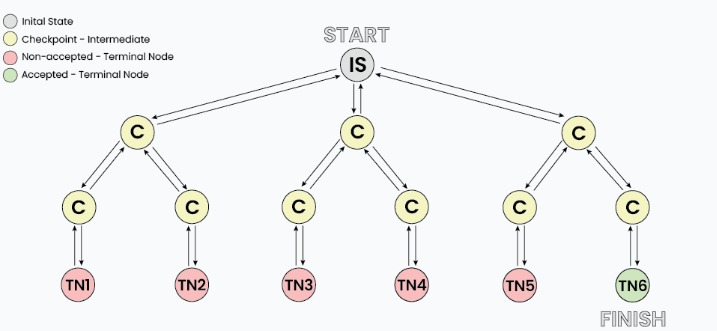 Inital State
Checkpoint - Intermediate
Non-accepted - Terminal Node
Accepted - Terminal Node
START
IS
C C C
C C C C C C
TN1 TN2 TN3 TN4 TN5 TN6
FINISH